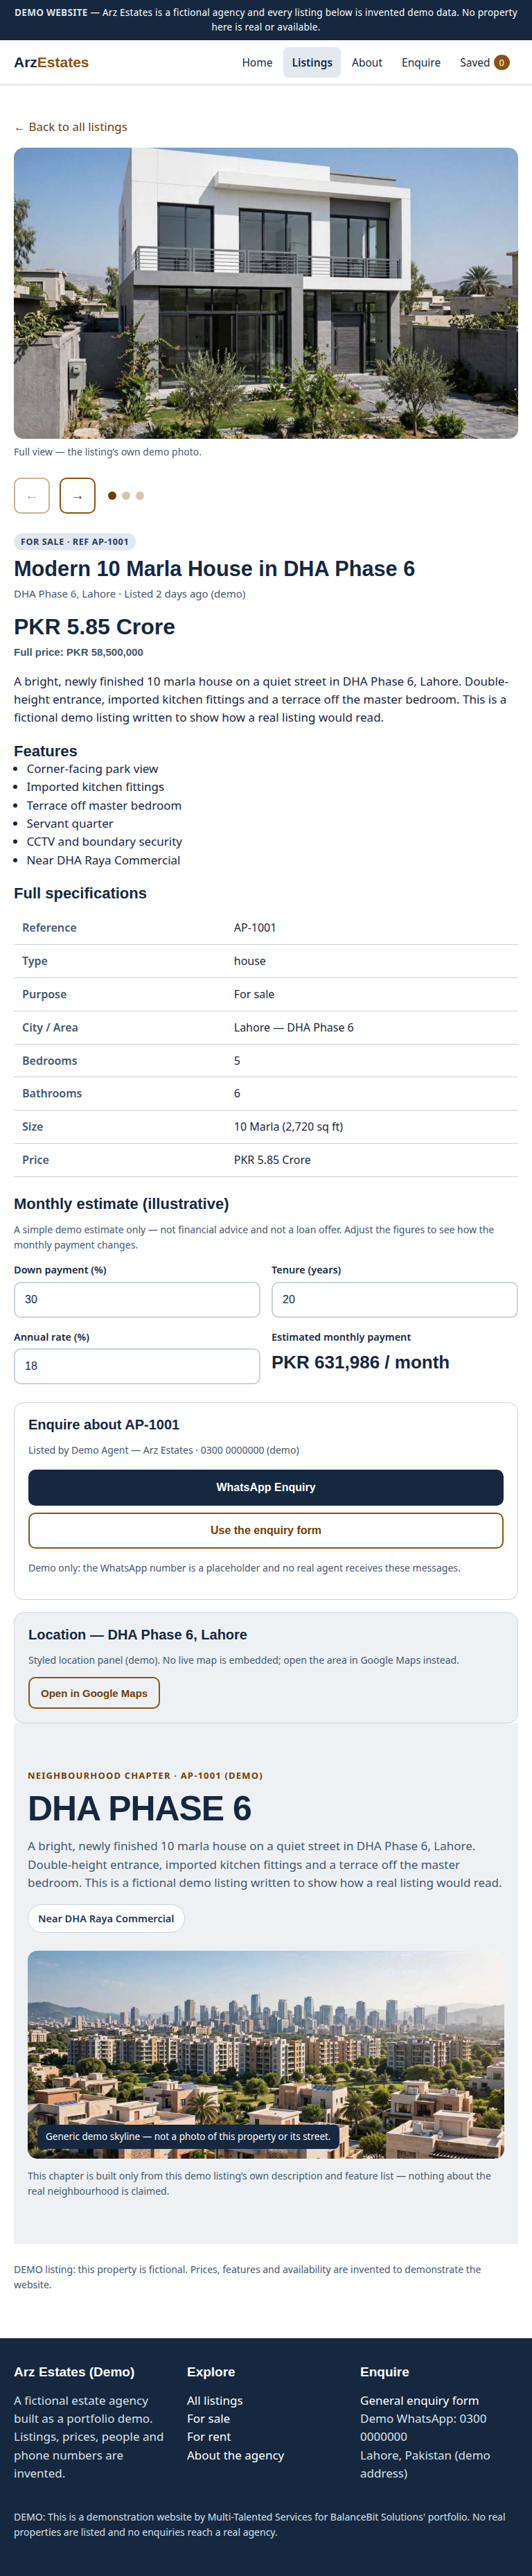 DEMO WEBSITE — Arz Estates is a fictional agency and every listing below is invented demo data. No property
here is real or available.
ArzEstates
Home Listings About Enquire Saved 0
← Back to all listings
Full view — the listing's own demo photo.
← →
FOR SALE · REF AP-1001
Modern 10 Marla House in DHA Phase 6
DHA Phase 6, Lahore · Listed 2 days ago (demo)
PKR 5.85 Crore
Full price: PKR 58,500,000
A bright, newly finished 10 marla house on a quiet street in DHA Phase 6, Lahore. Double-
height entrance, imported kitchen fittings and a terrace off the master bedroom. This is a
fictional demo listing written to show how a real listing would read.
Features
• Corner-facing park view
• Imported kitchen fittings
• Terrace off master bedroom
• Servant quarter
• CCTV and boundary security
• Near DHA Raya Commercial
Full specifications
Reference AP-1001
Type house
Purpose For sale
City / Area Lahore — DHA Phase 6
Bedrooms 5
Bathrooms 6
Size 10 Marla (2,720 sq ft)
Price PKR 5.85 Crore
Monthly estimate (illustrative)
A simple demo estimate only — not financial advice and not a loan offer. Adjust the figures to see how the
monthly payment changes.
Down payment (%) Tenure (years)
30 20
Annual rate (%) Estimated monthly payment
18 PKR 631,986 / month
Enquire about AP-1001
Listed by Demo Agent — Arz Estates · 0300 0000000 (demo)
WhatsApp Enquiry
Use the enquiry form
Demo only: the WhatsApp number is a placeholder and no real agent receives these messages.
Location — DHA Phase 6, Lahore
Styled location panel (demo). No live map is embedded; open the area in Google Maps instead.
Open in Google Maps
NEIGHBOURHOOD CHAPTER · AP-1001 (DEMO)
DHA PHASE 6
A bright, newly finished 10 marla house on a quiet street in DHA Phase 6, Lahore.
Double-height entrance, imported kitchen fittings and a terrace off the master
bedroom. This is a fictional demo listing written to show how a real listing would read.
Near DHA Raya Commercial
Generic demo skyline — not a photo of this property or its street.
This chapter is built only from this demo listing's own description and feature list — nothing about the
real neighbourhood is claimed.
DEMO listing: this property is fictional. Prices, features and availability are invented to demonstrate the
website.
Arz Estates (Demo)
A fictional estate agency
built as a portfolio demo.
Listings, prices, people and
phone numbers are
invented.
Explore
All listings
For sale
For rent
About the agency
Enquire
General enquiry form
Demo WhatsApp: 0300
0000000
Lahore, Pakistan (demo
address)
DEMO: This is a demonstration website by Multi-Talented Services for BalanceBit Solutions' portfolio. No real
properties are listed and no enquiries reach a real agent.